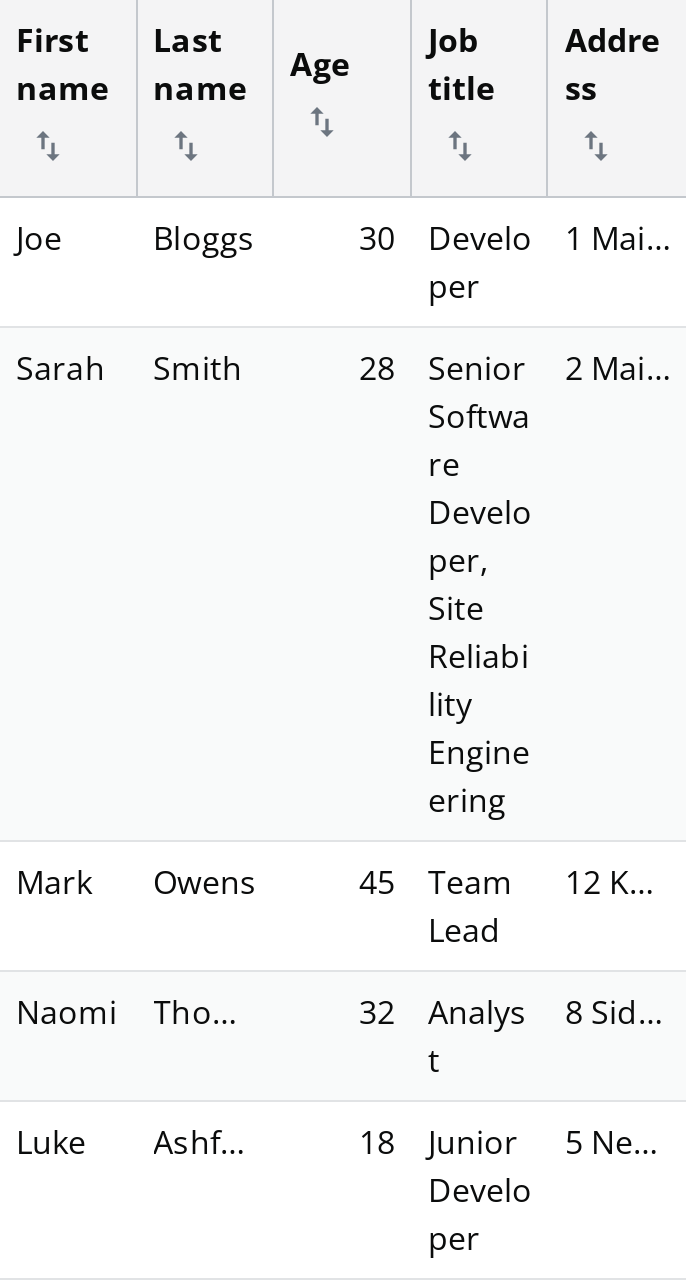 First name Last name Age Job title Address
Joe Bloggs 30 Developer 1 Mai...
Sarah Smith 28 Senior Software Developer, Site Reliability Engineering 2 Mai...
Mark Owens 45 Team Lead 12 K...
Naomi Tho... 32 Analyst 8 Sid...
Luke Ashf... 18 Junior Developer 5 Ne...